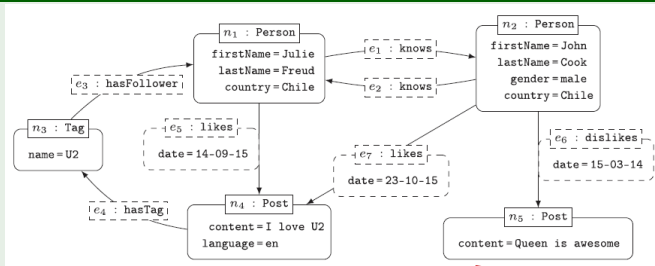 n₁ : Person
firstName = Julie
lastName = Freud
country = Chile
e₁ : knows
e₂ : knows
n₂ : Person
firstName = John
lastName = Cook
gender = male
country = Chile
e₃ : hasFollower
n₃ : Tag
name = U2
e₅ : likes
date = 14-09-15
e₇ : likes
date = 23-10-15
e₆ : dislikes
date = 15-03-14
e₄ : hasTag
n₄ : Post
content = I love U2
language = en
n₅ : Post
content = Queen is awesome